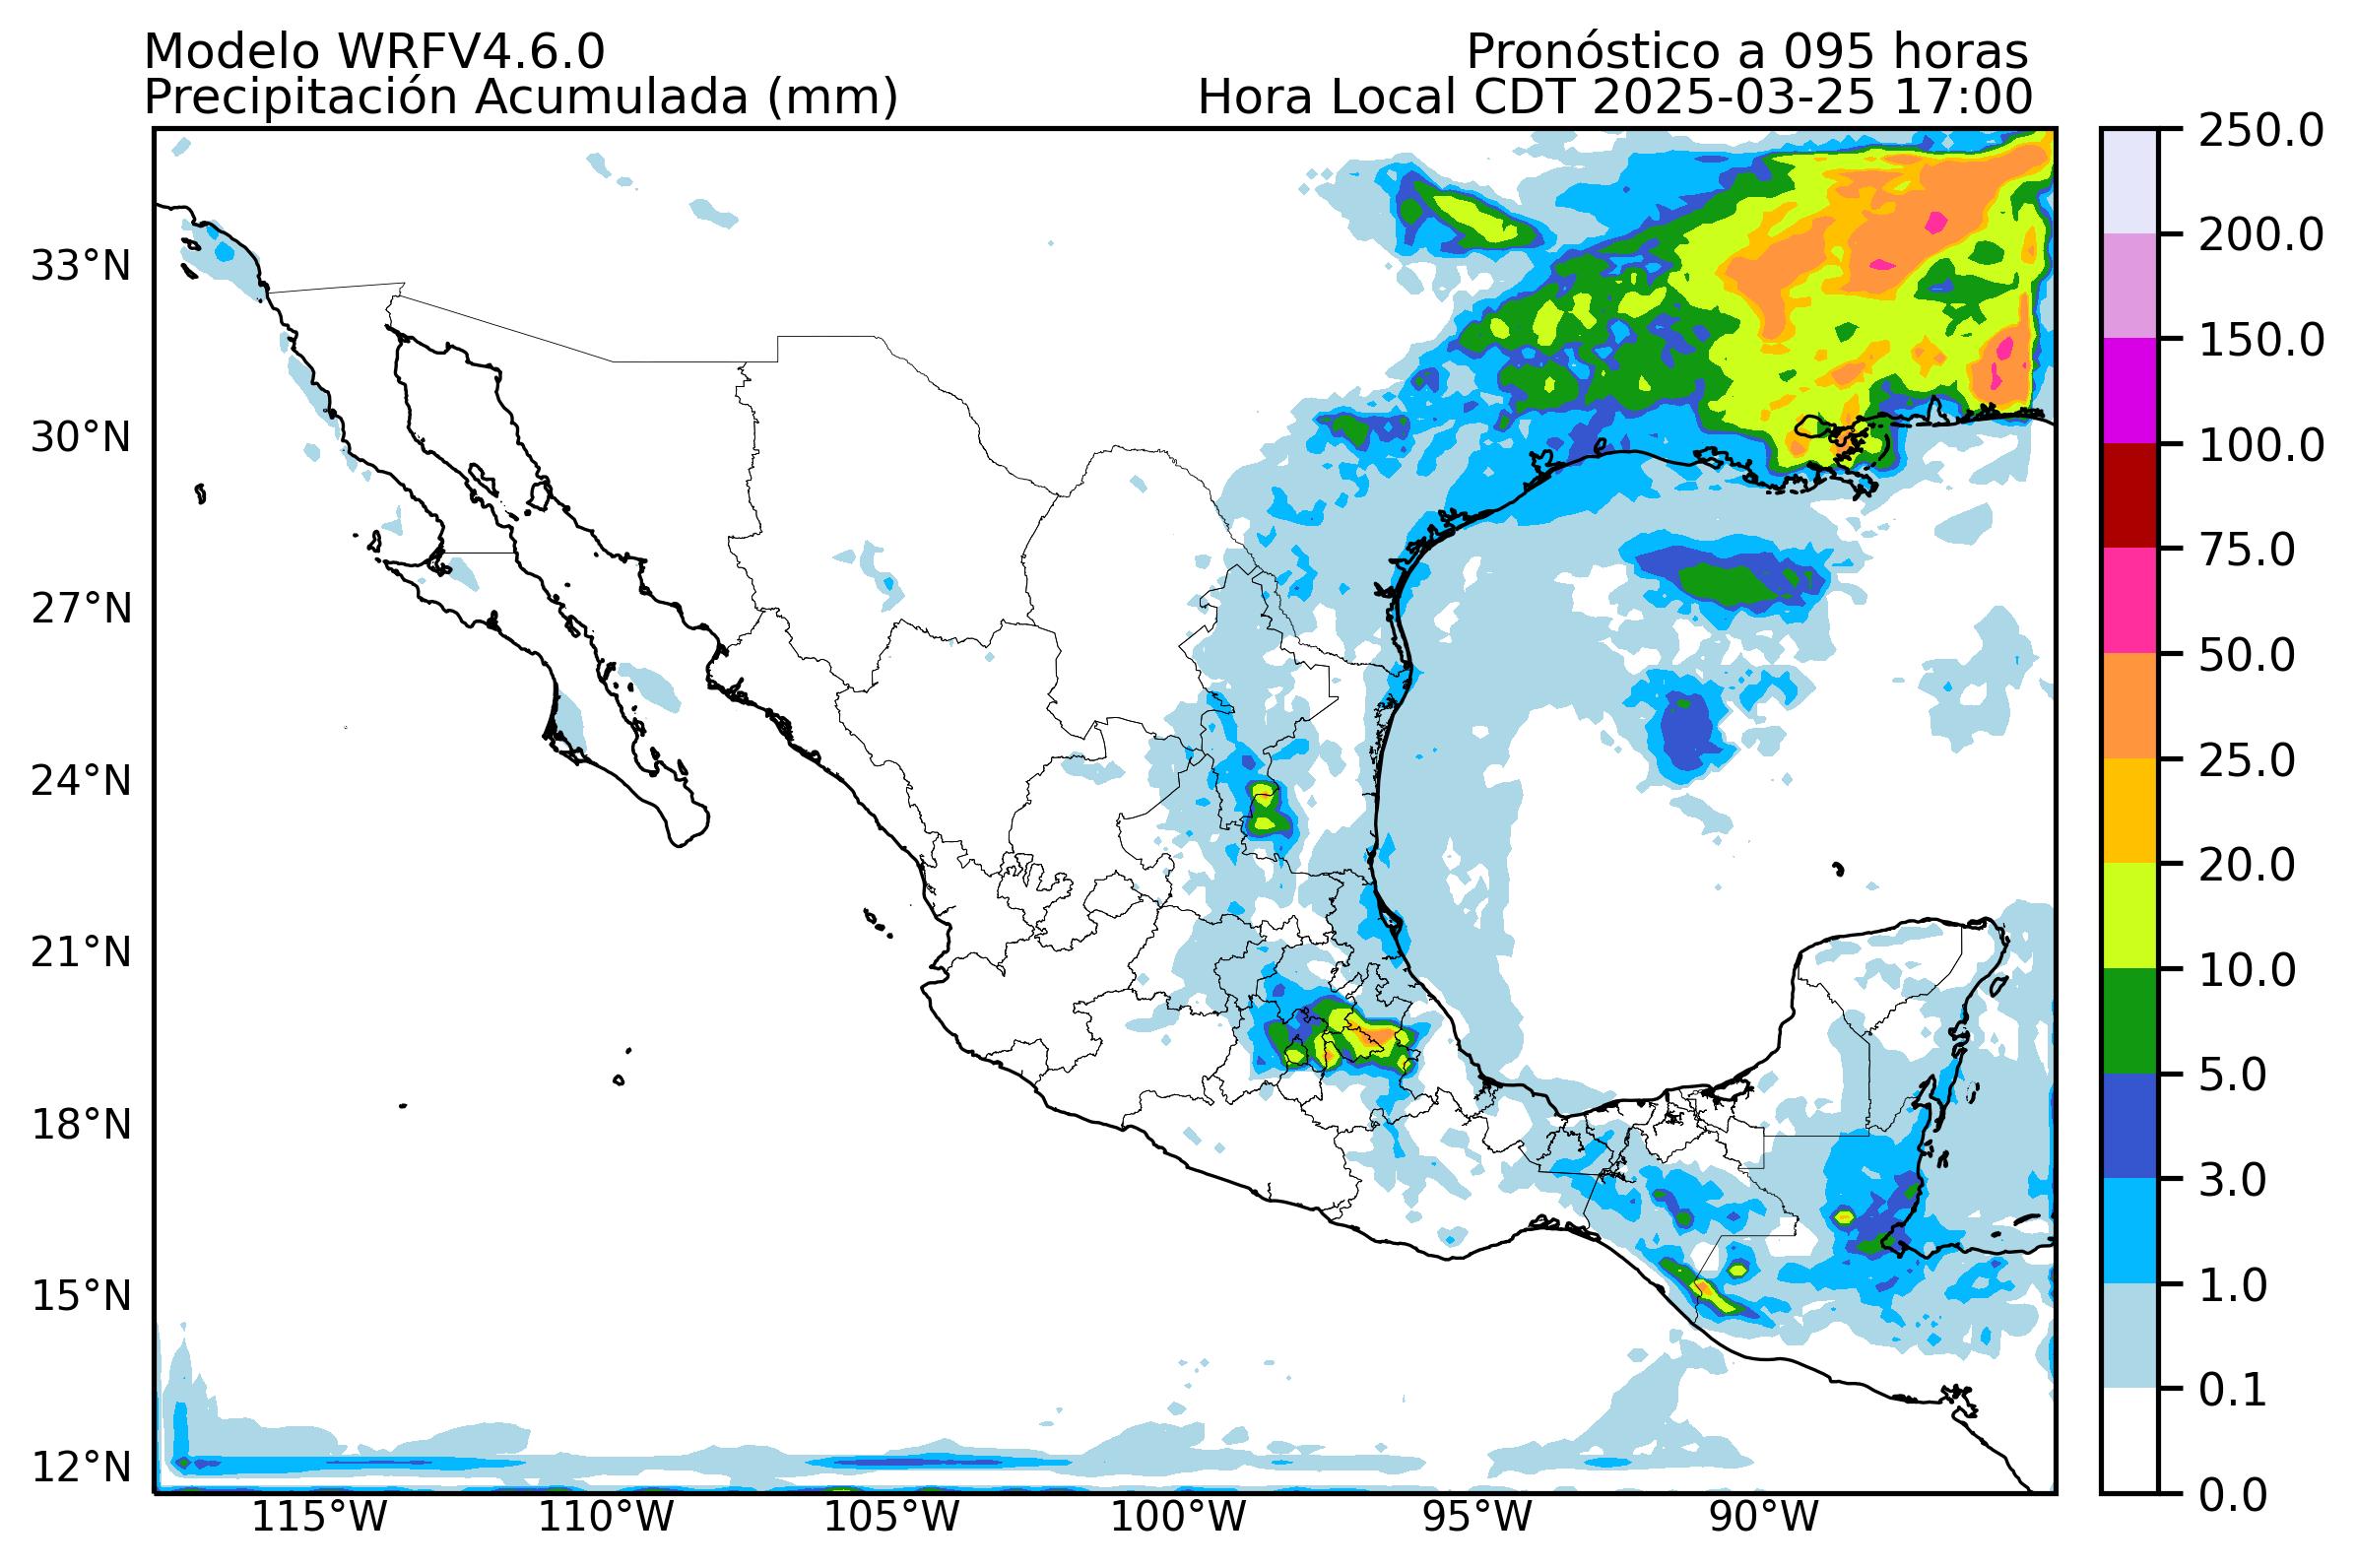 Modelo WRFV4.6.0
Pronóstico a 095 horas
Precipitación Acumulada (mm)
Hora Local CDT 2025-03-25 17:00
250.0
200.0
150.0
100.0
75.0
50.0
25.0
20.0
10.0
5.0
3.0
1.0
0.1
0.0
33°N
30°N
27°N
24°N
21°N
18°N
15°N
12°N
115°W
110°W
105°W
100°W
95°W
90°W